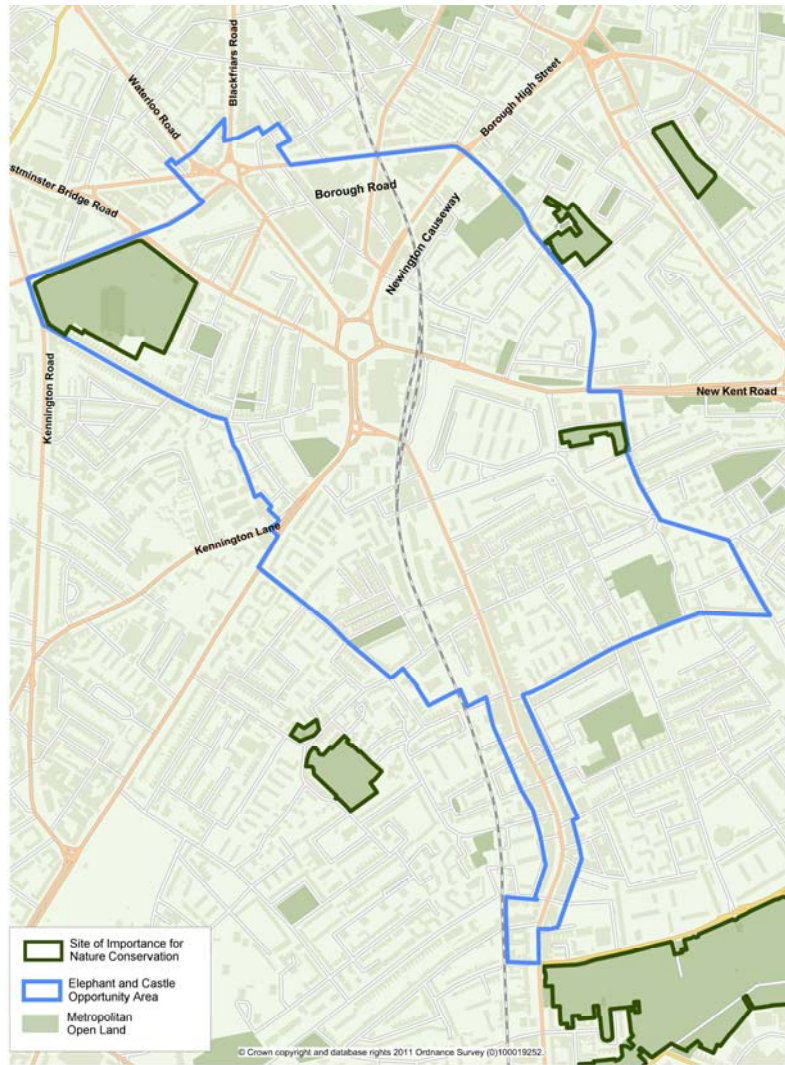 Blackfriars Road
Waterloo Road
Borough High Street
stminster Bridge Road
Borough Road
Newington Causeway
Kennington Road
New Kent Road
Kennington Lane
Site of Importance for
Nature Conservation
Elephant and Castle
Opportunity Area
Metropolitan
Open Land
© Crown copyright and database rights 2011 Ordnance Survey (0)100019252.